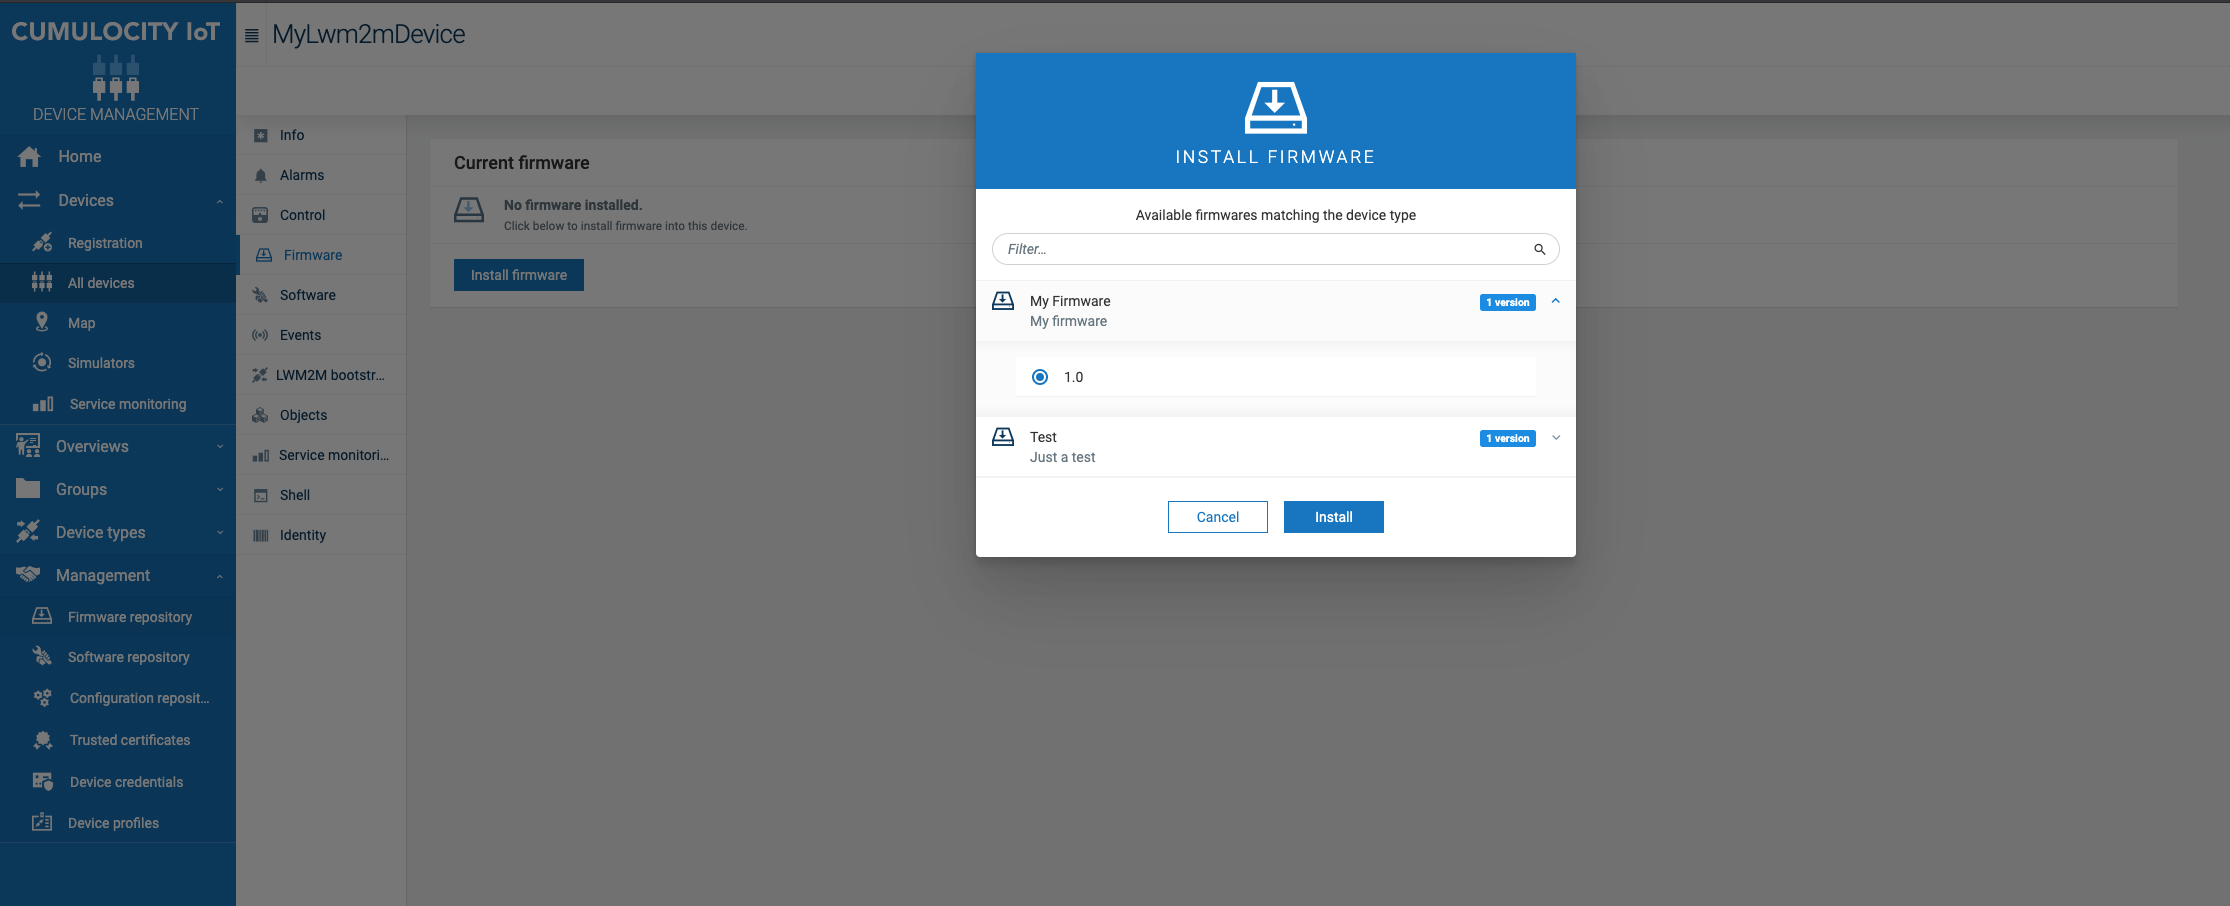 CUMULOCITY IoT
DEVICE MANAGEMENT
Home
Devices
Registration
All devices
Map
Simulators
Service monitoring
Overviews
Groups
Device types
Management
Firmware repository
Software repository
Configuration reposit...
Trusted certificates
Device credentials
Device profiles
MyLwm2mDevice
Info
Alarms
Control
Firmware
Software
Events
LWM2M bootstr...
Objects
Service monitori...
Shell
Identity
Current firmware
No firmware installed.
Click below to install firmware into this device.
Install firmware
INSTALL FIRMWARE
Available firmwares matching the device type
Filter...
My Firmware 1 version
My firmware
1.0
Test 1 version
Just a test
Cancel Install